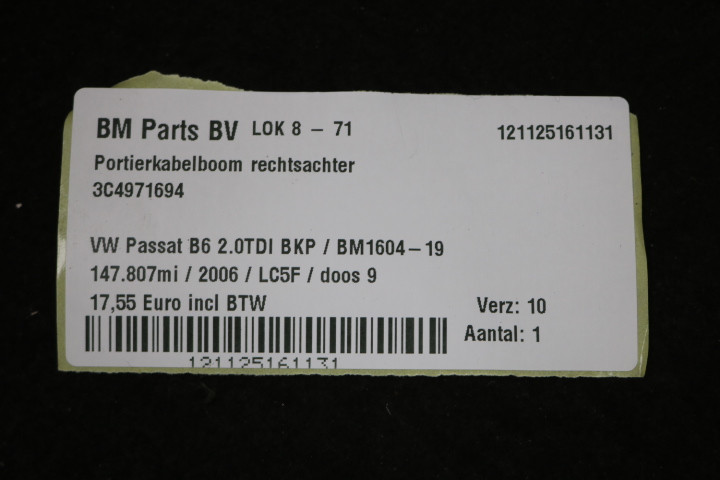 BM Parts BV LOK 8 - 71 121125161131
Portierkabelboom rechtsachter
3C4971694
VW Passat B6 2.0TDI BKP / BM1604-19
147.807mi / 2006 / LC5F / doos 9
17,55 Euro incl BTW Verz: 10
Aantal: 1
121125161131